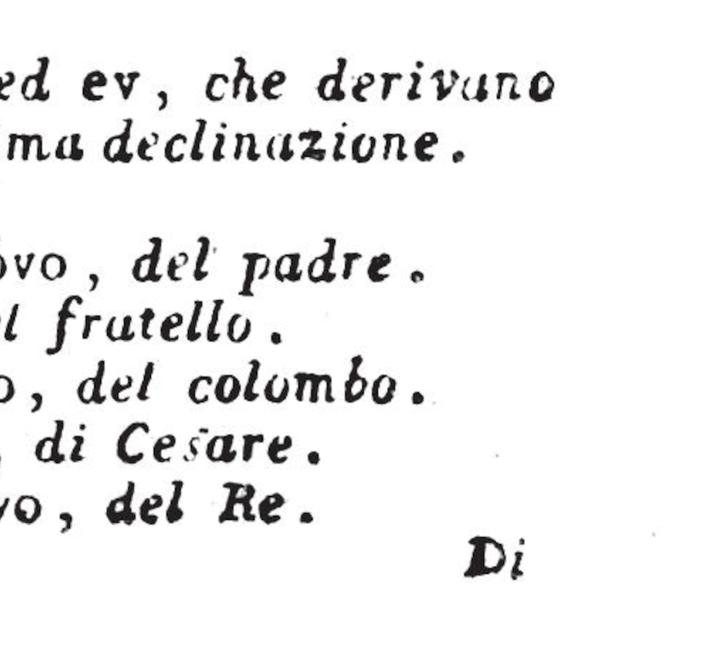 ed ev, che derivano
ma declinazione.
ovo, del padre.
l fratello.
o, del colombo.
, di Cesare.
vo, del Re.
Di